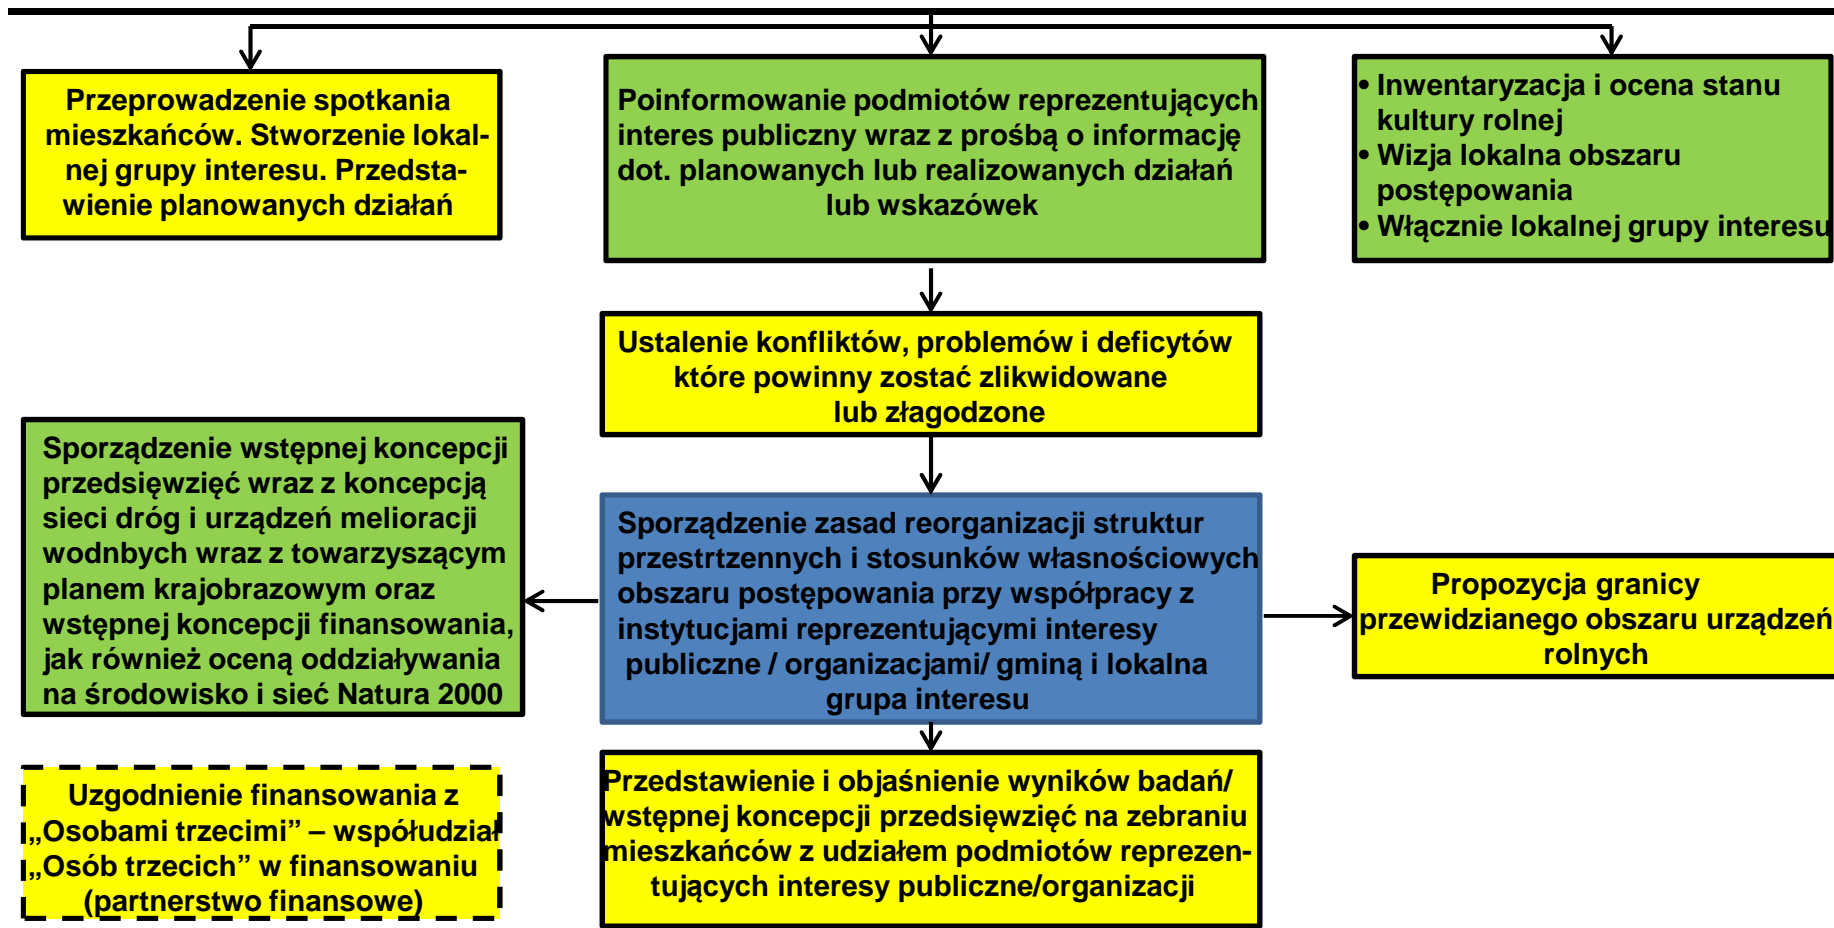 Przeprowadzenie spotkania
mieszkańców. Stworzenie lokal-
nej grupy interesu. Przedsta-
wienie planowanych działań
Poinformowanie podmiotów reprezentujących
interes publiczny wraz z prośbą o informację
dot. planowanych lub realizowanych działań
lub wskazówek
• Inwentaryzacja i ocena stanu
kultury rolnej
• Wizja lokalna obszaru
postępowania
• Włącznie lokalnej grupy interesu
Ustalenie konfliktów, problemów i deficytów
które powinny zostać zlikwidowane
lub złagodzone
Sporządzenie wstępnej koncepcji
przedsięwzięć wraz z koncepcją
sieci dróg i urządzeń melioracji
wodnbych wraz z towarzyszącym
planem krajobrazowym oraz
wstępnej koncepcji finansowania,
jak również oceną oddziaływania
na środowisko i sieć Natura 2000
Sporządzenie zasad reorganizacji struktur
przestrtzennych i stosunków własnościowych
obszaru postępowania przy współpracy z
instytucjami reprezentującymi interesy
publiczne / organizacjami/ gminą i lokalna
grupa interesu
Propozycja granicy
przewidzianego obszaru urządzeń
rolnych
Uzgodnienie finansowania z
„Osobami trzecimi” – współudział
„Osób trzecich” w finansowaniu
(partnerstwo finansowe)
Przedstawienie i objaśnienie wyników badań/
wstępnej koncepcji przedsięwzięć na zebraniu
mieszkańców z udziałem podmiotów reprezen-
tujących interesy publiczne/organizacji